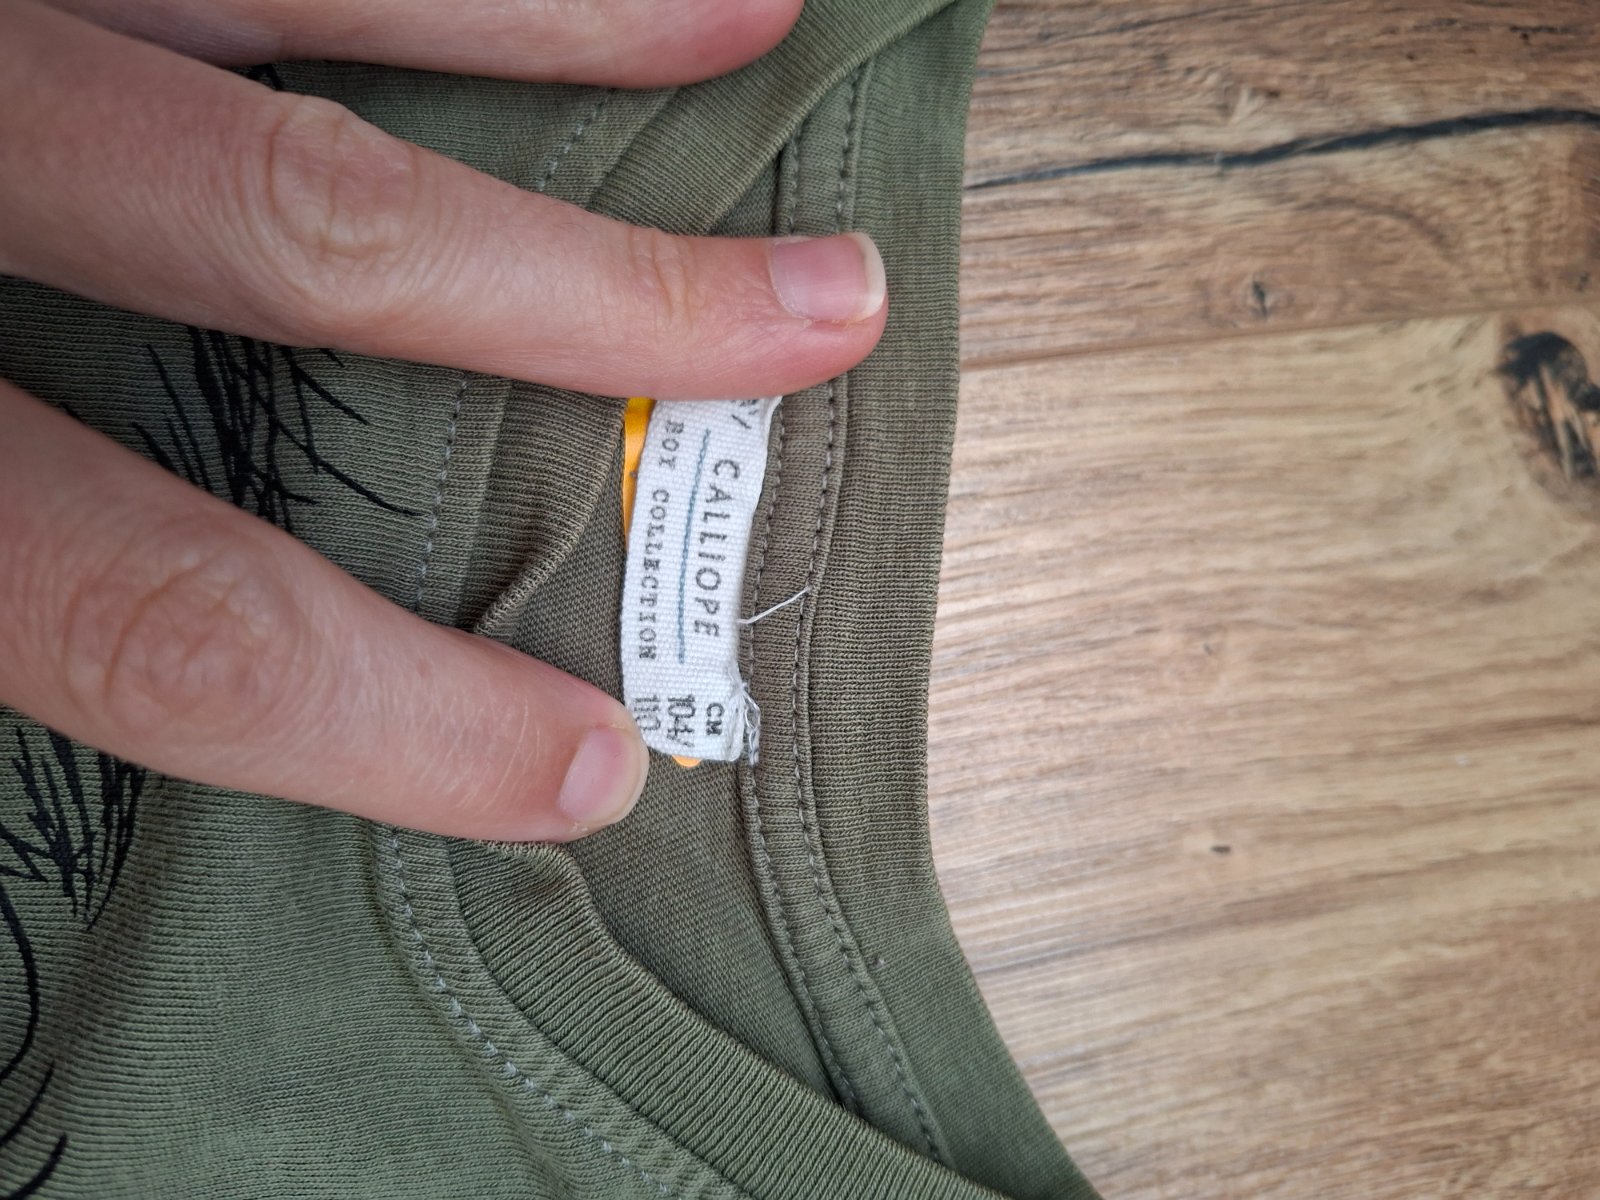 CALLIOPE
BOY COLLECTION
CM
104/
110